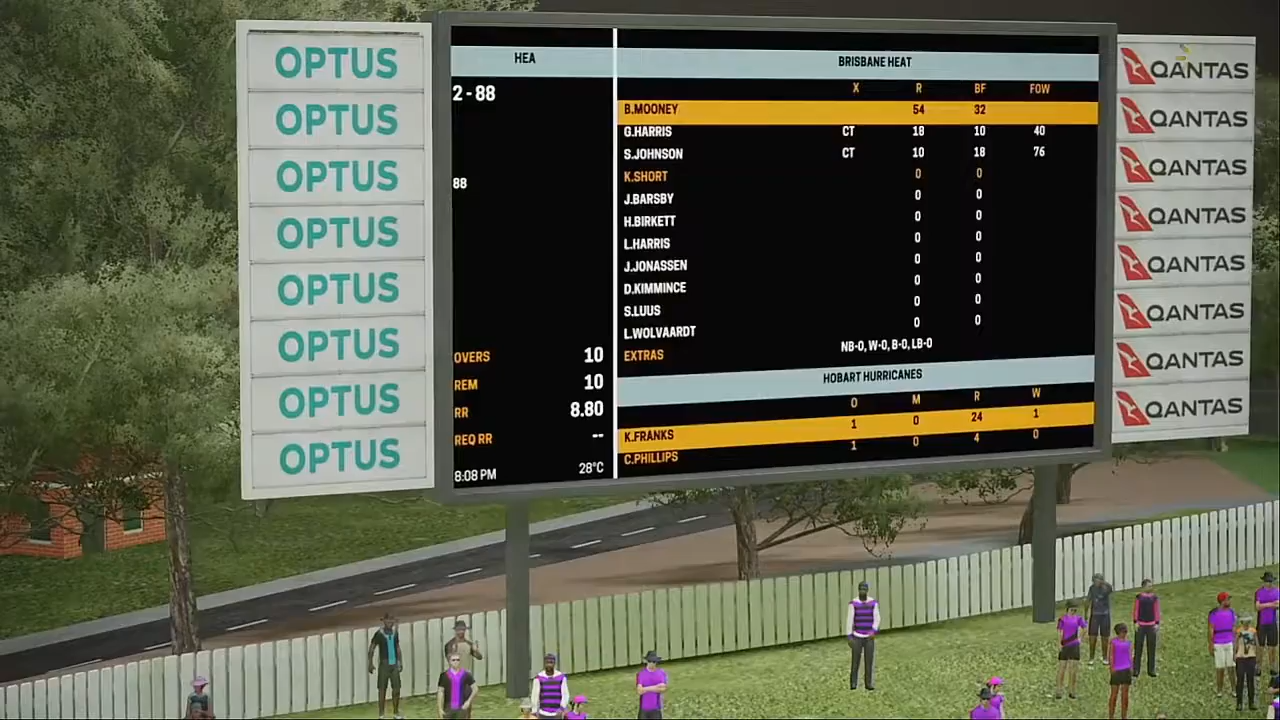 OPTUS
OPTUS
OPTUS
OPTUS
OPTUS
OPTUS
OPTUS
OPTUS
HEA
2 - 88
88
OVERS 10
REM 10
RR 8.80
REQ RR --
8:08 PM 28°C
BRISBANE HEAT
X R BF FOW
B.MOONEY 54 32
G.HARRIS CT 18 10 40
S.JOHNSON CT 10 18 76
K.SHORT 0 0
J.BARSBY 0 0
H.BIRKETT 0 0
L.HARRIS 0 0
J.JONASSEN 0 0
D.KIMMINCE 0 0
S.LUUS 0 0
L.WOLVAARDT 0 0
EXTRAS NB-0, W-0, B-0, LB-0
HOBART HURRICANES
O M R W
K.FRANKS 1 0 24 1
C.PHILLIPS 1 0 4 0
QANTAS
QANTAS
QANTAS
QANTAS
QANTAS
QANTAS
QANTAS
QANTAS